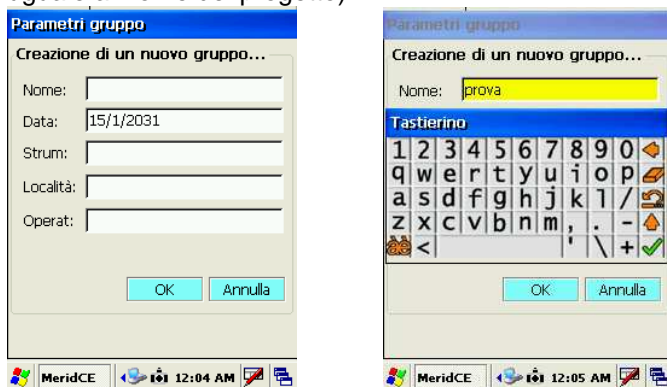 Parametri gruppo
Creazione di un nuovo gruppo...
Nome:
Data: 15/1/2031
Strum:
Località:
Operat:
OK Annulla
MeridCE 12:04 AM
Parametri gruppo
Creazione di un nuovo gruppo...
Nome: prova
Tastierino
1 2 3 4 5 6 7 8 9 0
q w e r t y u i o p
a s d f g h j k l /
z x c v b n m , . -
áü < ' \ +
OK Annulla
MeridCE 12:05 AM